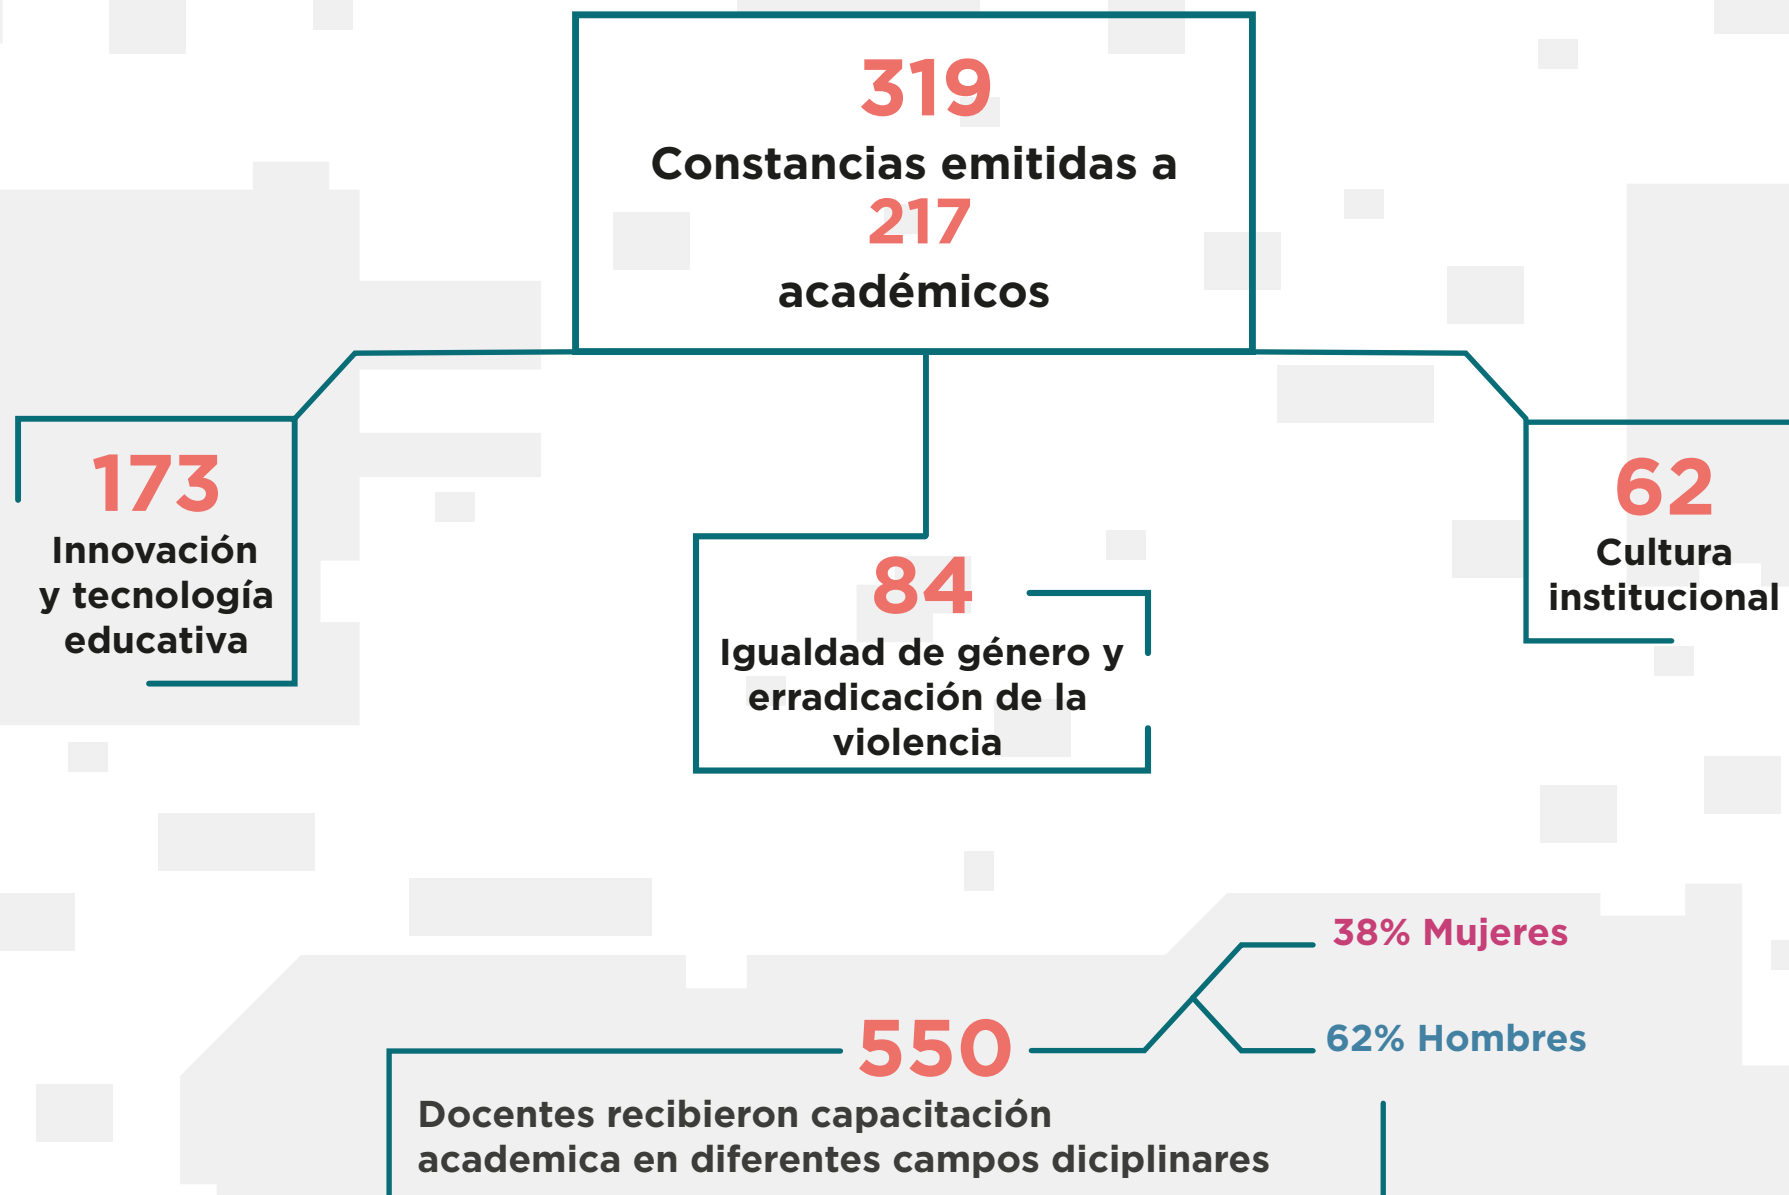 319
Constancias emitidas a
217
académicos
173
Innovación
y tecnología
educativa
84
Igualdad de género y
erradicación de la
violencia
62
Cultura
institucional
38% Mujeres
62% Hombres
550
Docentes recibieron capacitación
academica en diferentes campos diciplinares